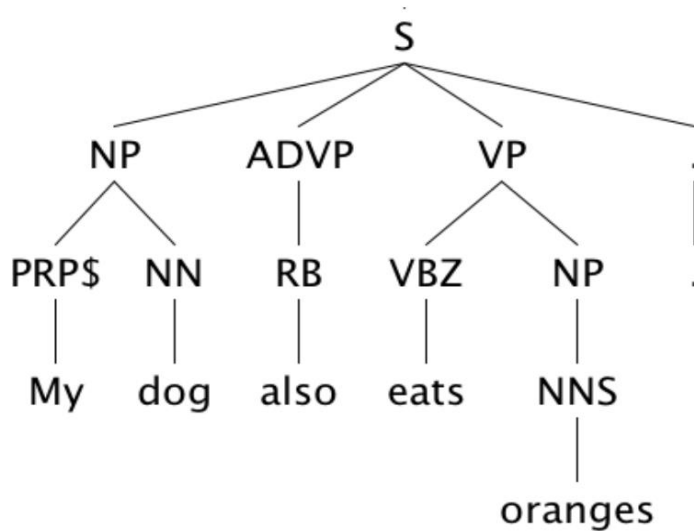 S
NP ADVP VP .
PRP$ NN RB VBZ NP .
My dog also eats NNS
oranges